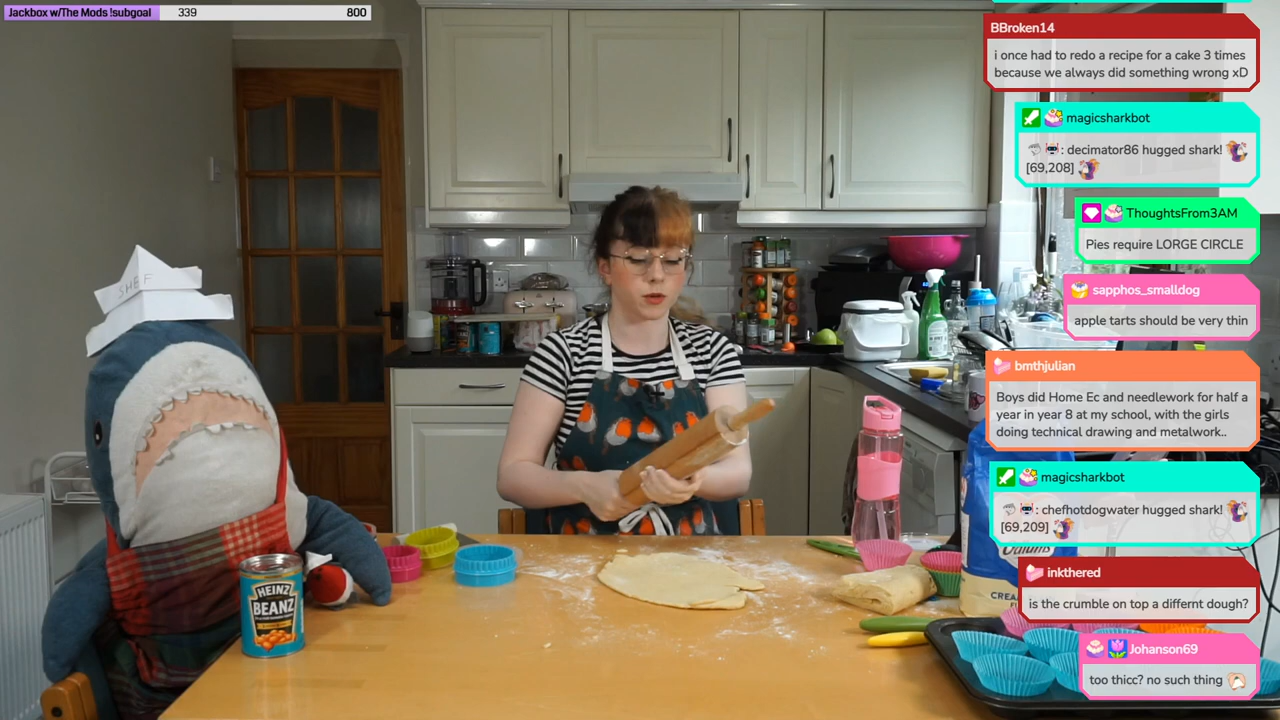 Jackbox w/The Mods !subgoal 339 800
BBroken14
i once had to redo a recipe for a cake 3 times
because we always did something wrong xD
magicsharkbot
: decimator86 hugged shark!
[69,208]
ThoughtsFrom3AM
Pies require LORGE CIRCLE
sapphos_smalldog
apple tarts should be very thin
bmthjulian
Boys did Home Ec and needlework for half a
year in year 8 at my school, with the girls
doing technical drawing and metalwork..
magicsharkbot
: chefhotdogwater hugged shark!
[69,209]
inkthered
is the crumble on top a differnt dough?
Johanson69
too thicc? no such thing
SHEF
HEINZ
BEANZ